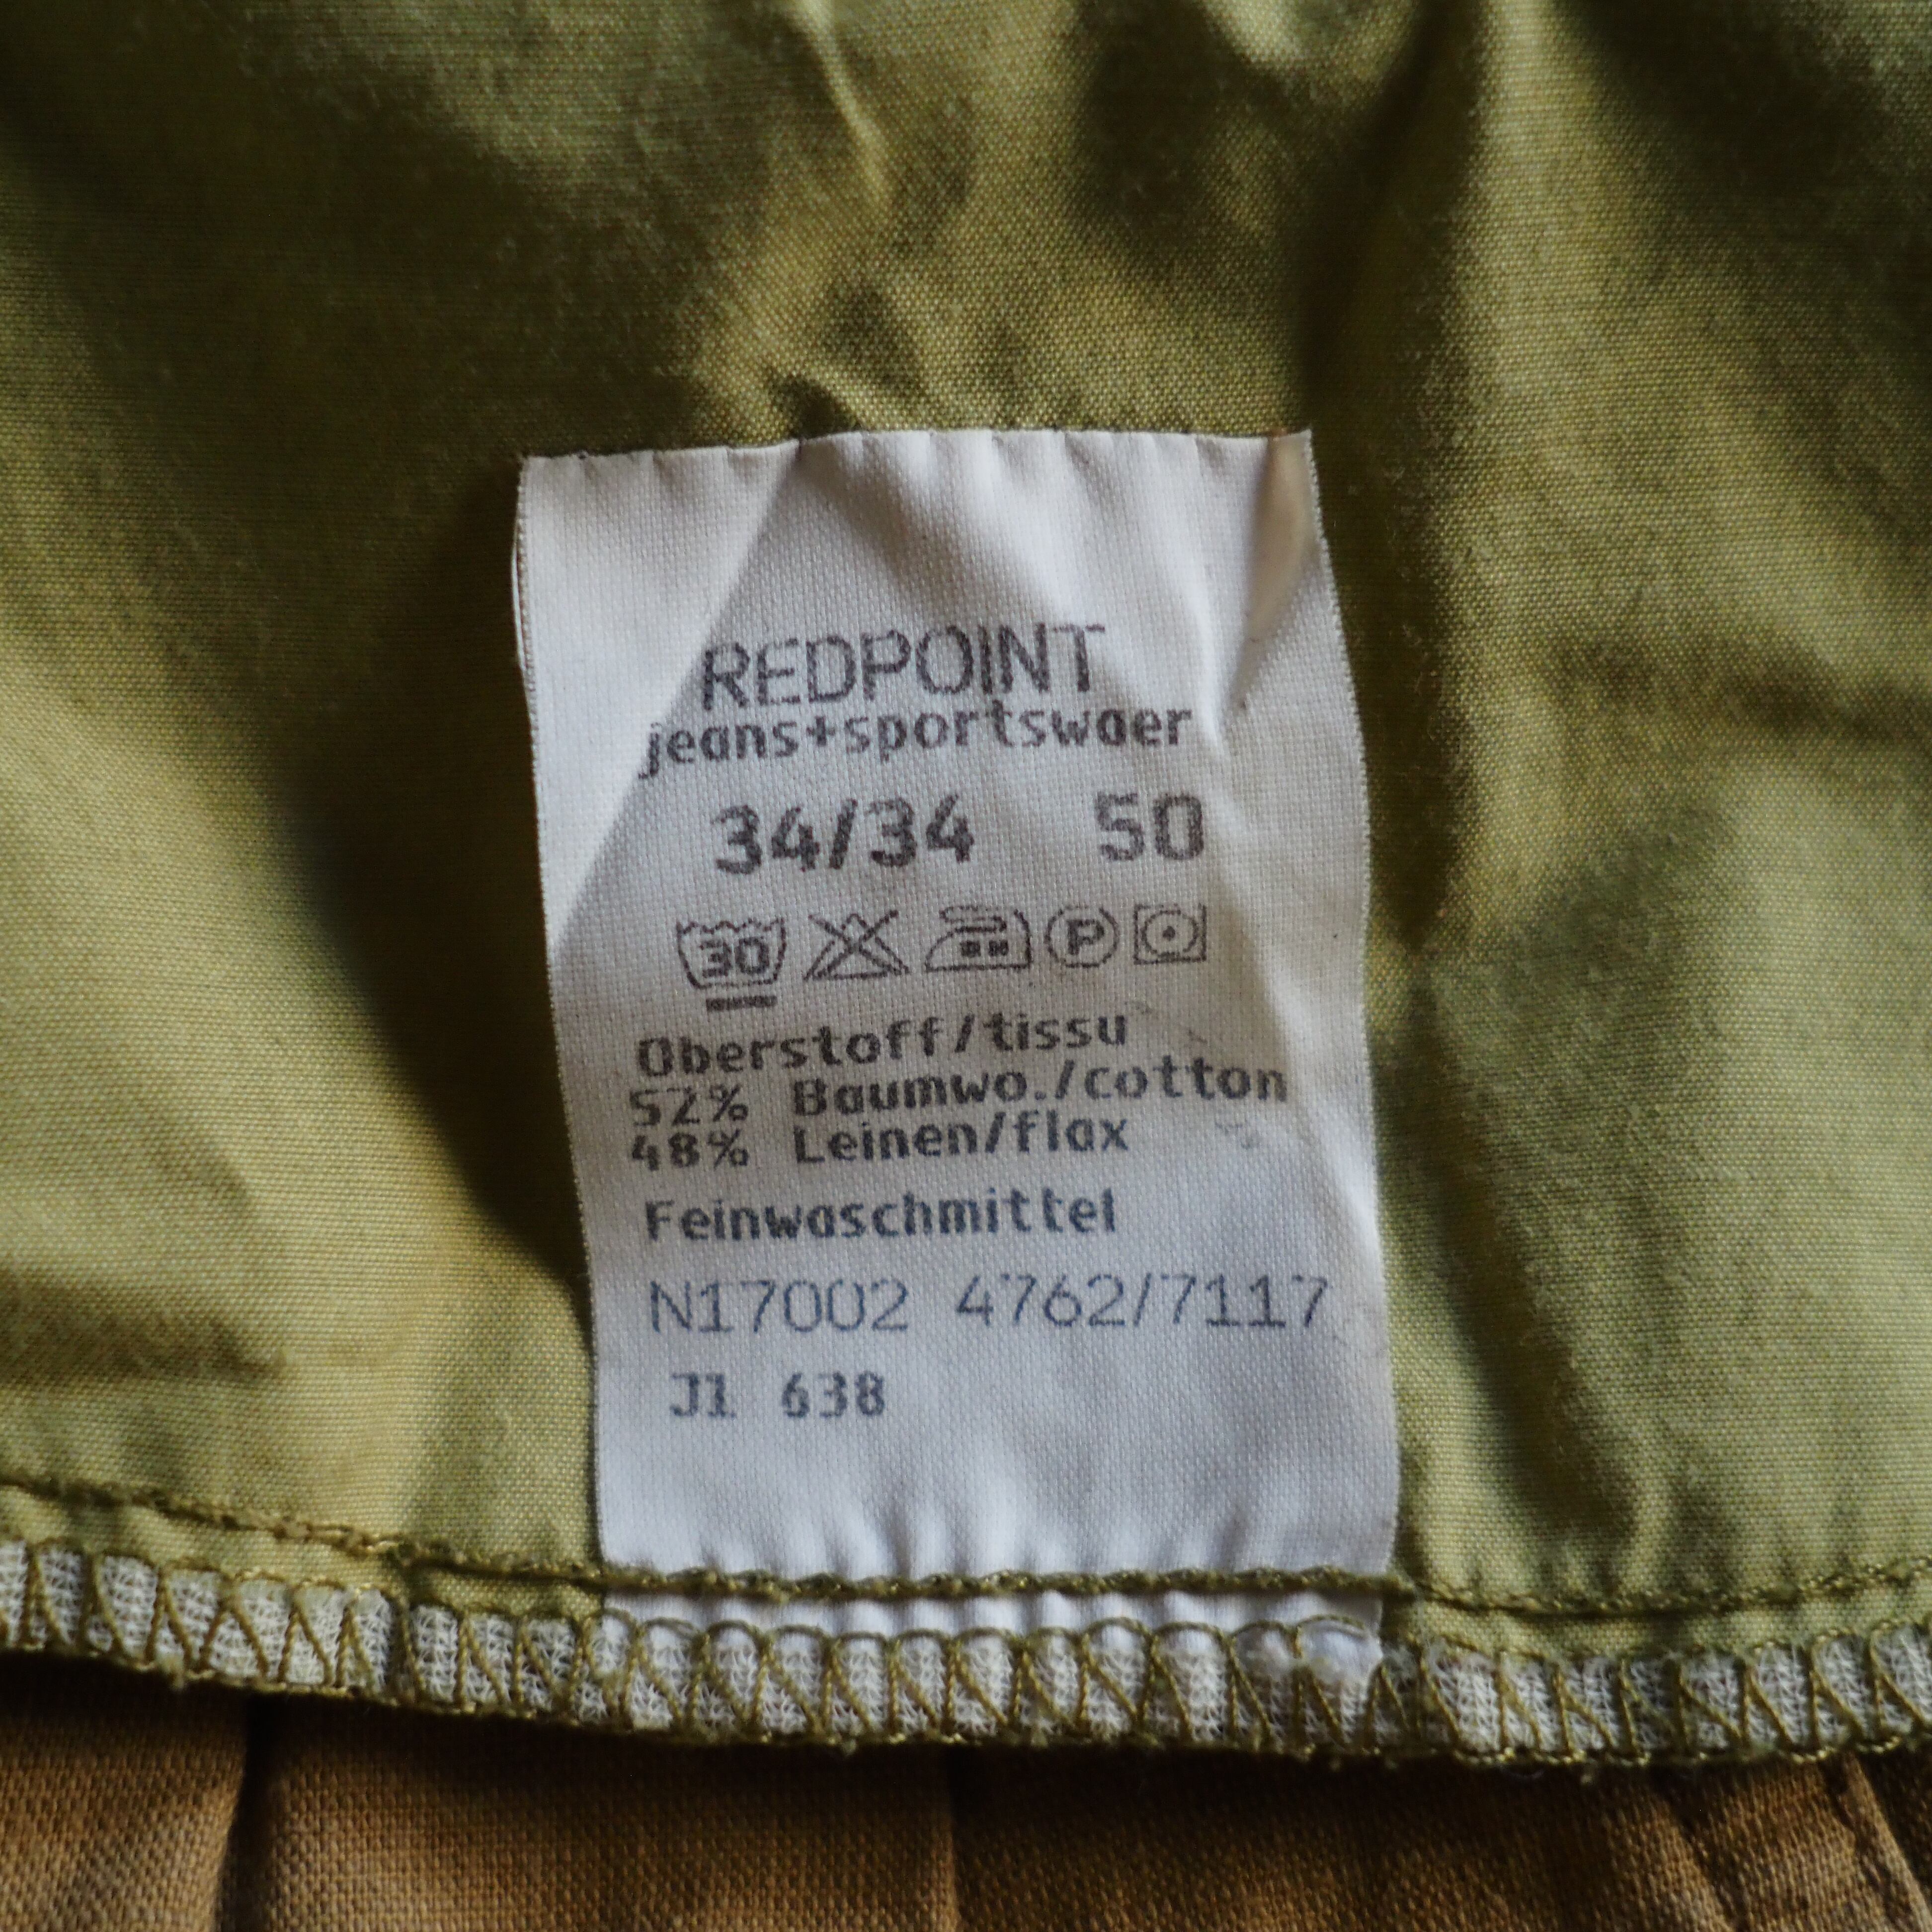 REDPOINT
jeans+sportswaer
34/34 50
30 P
Oberstoff/tissu
52% Baumwo./cotton
48% Leinen/flax
Feinwaschmittel
N17002 4762/7117
J1 638